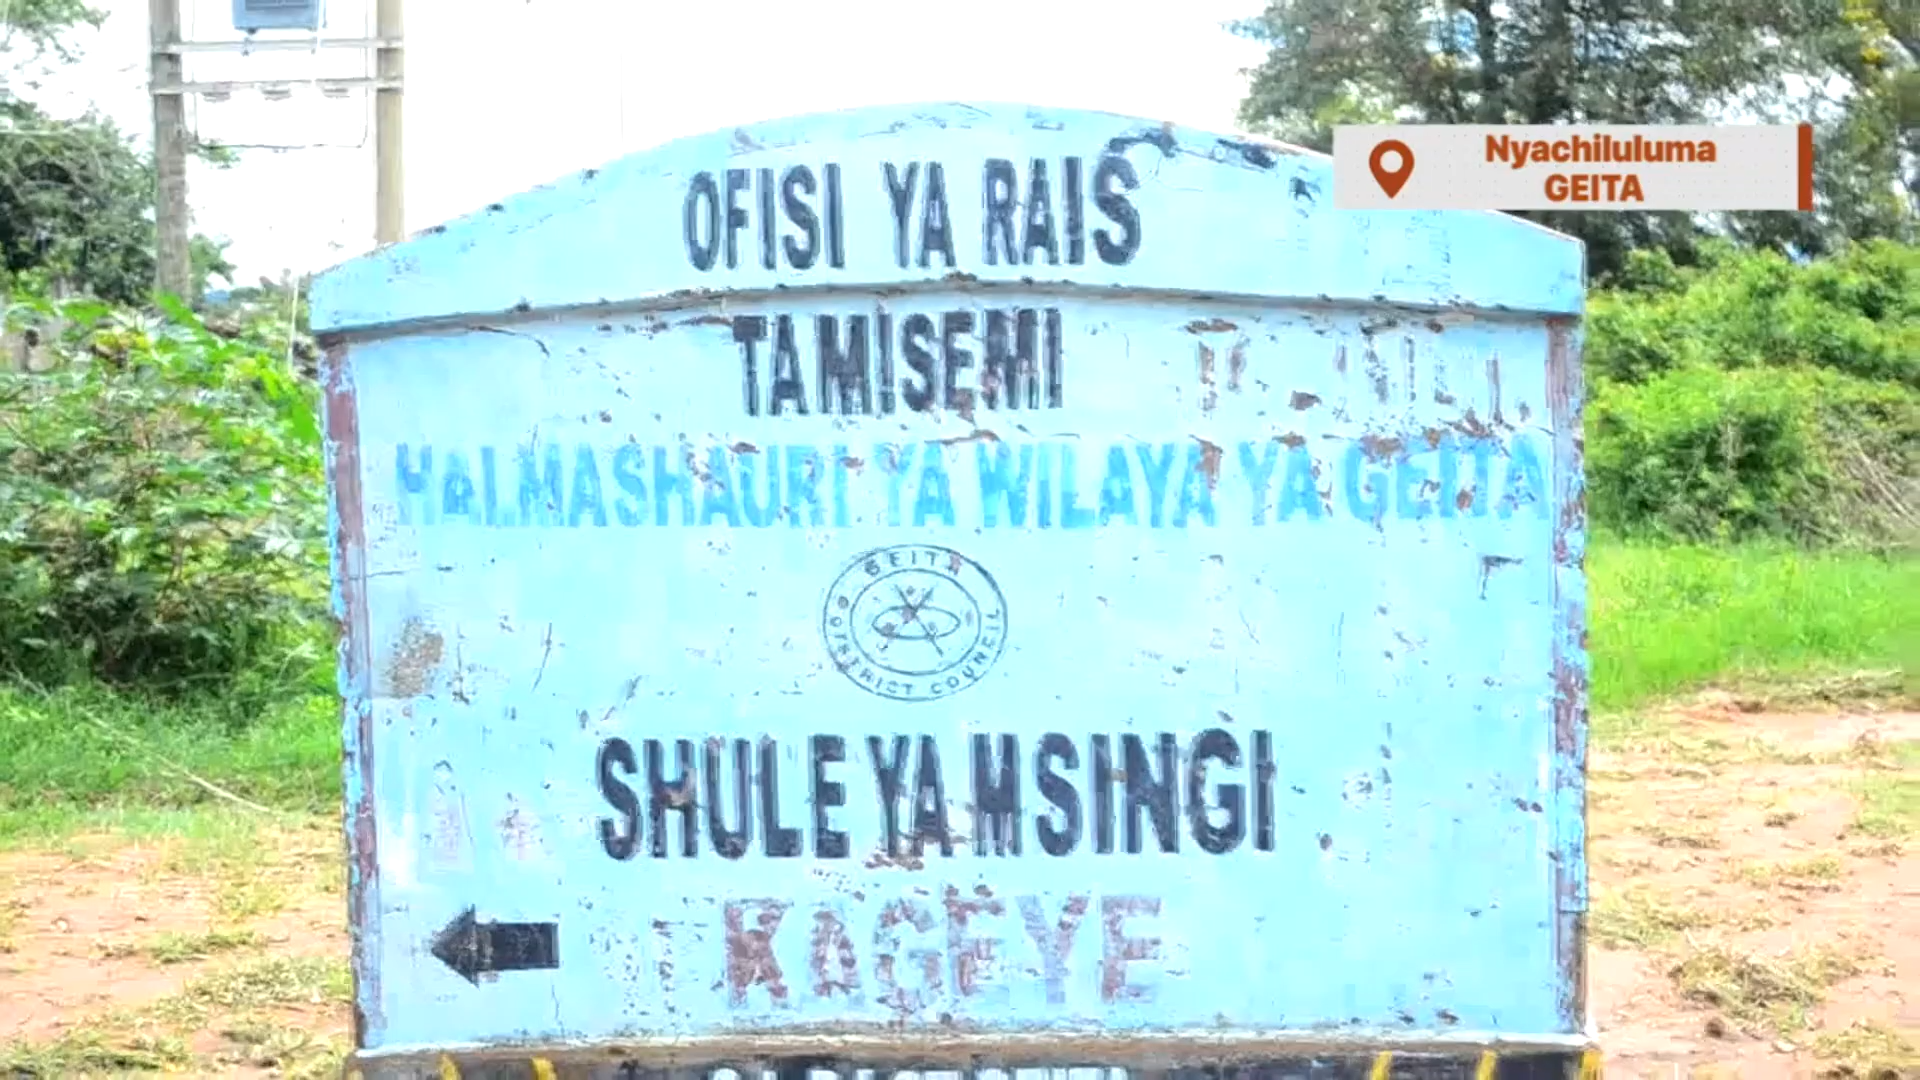 Nyachiluluma
GEITA
OFISI YA RAIS
TAMISEMI
HALMASHAURI YA WILAYA YA GEITA
GEITA
DISTRICT COUNCIL
SHULE YA MSINGI
KAGEYE